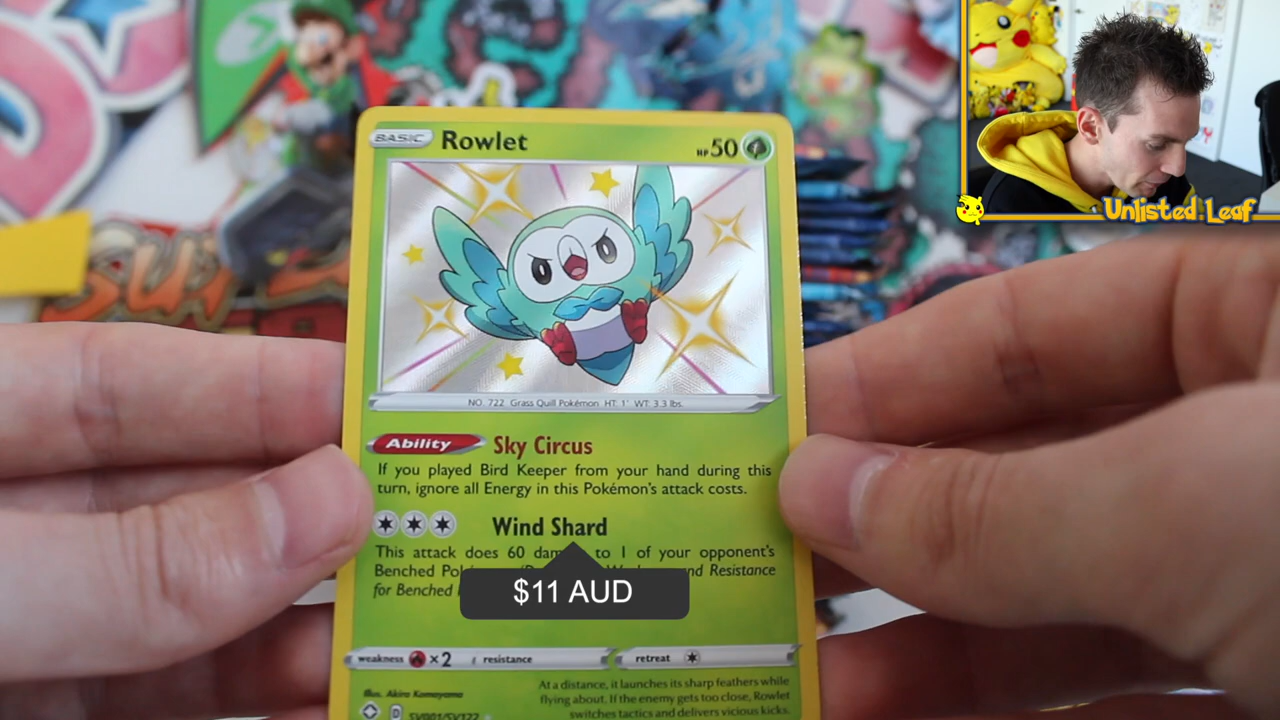 BASIC Rowlet HP 50
Unlisted Leaf
NO. 722 Grass Quill Pokémon HT: 1' WT: 3.3 lbs.
Ability Sky Circus
If you played Bird Keeper from your hand during this
turn, ignore all Energy in this Pokémon's attack costs.
Wind Shard
This attack does 60 to 1 of your opponent's
Benched and Resistance
for Benched
$11 AUD
weakness ×2 resistance retreat
Illus. Akira Komayama
At a distance, it launches its sharp feathers while
flying about. If the enemy gets too close, Rowlet
switches tactics and delivers vicious kicks.
D SV001/SV122